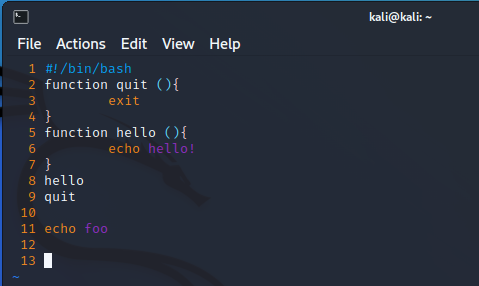 kali@kali: ~
File Actions Edit View Help
1 #!/bin/bash
2 function quit (){
3         exit
4 }
5 function hello (){
6         echo hello!
7 }
8 hello
9 quit
10
11 echo foo
12
13
~